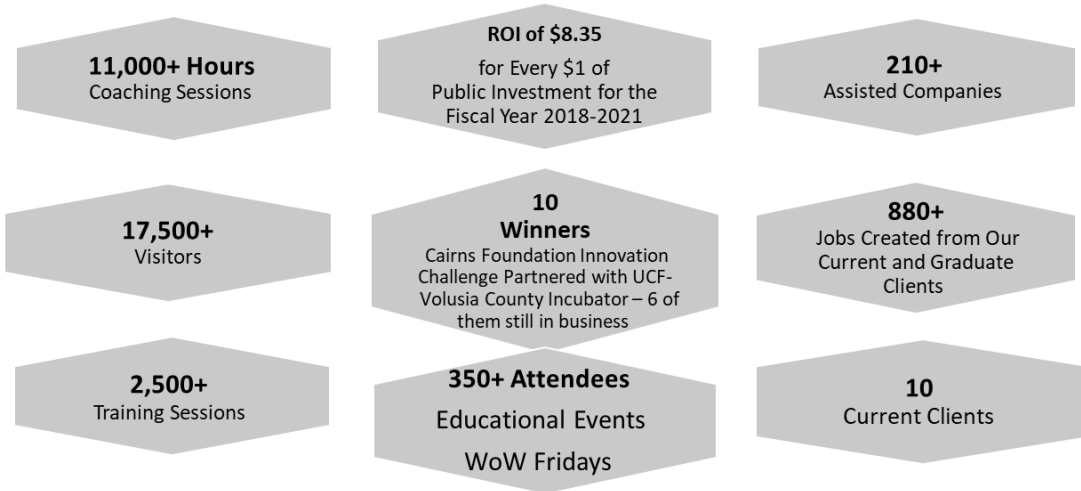 11,000+ Hours
Coaching Sessions
ROI of $8.35
for Every $1 of
Public Investment for the
Fiscal Year 2018-2021
210+
Assisted Companies
17,500+
Visitors
10
Winners
Cairns Foundation Innovation
Challenge Partnered with UCF-
Volusia County Incubator – 6 of
them still in business
880+
Jobs Created from Our
Current and Graduate
Clients
2,500+
Training Sessions
350+ Attendees
Educational Events
WoW Fridays
10
Current Clients